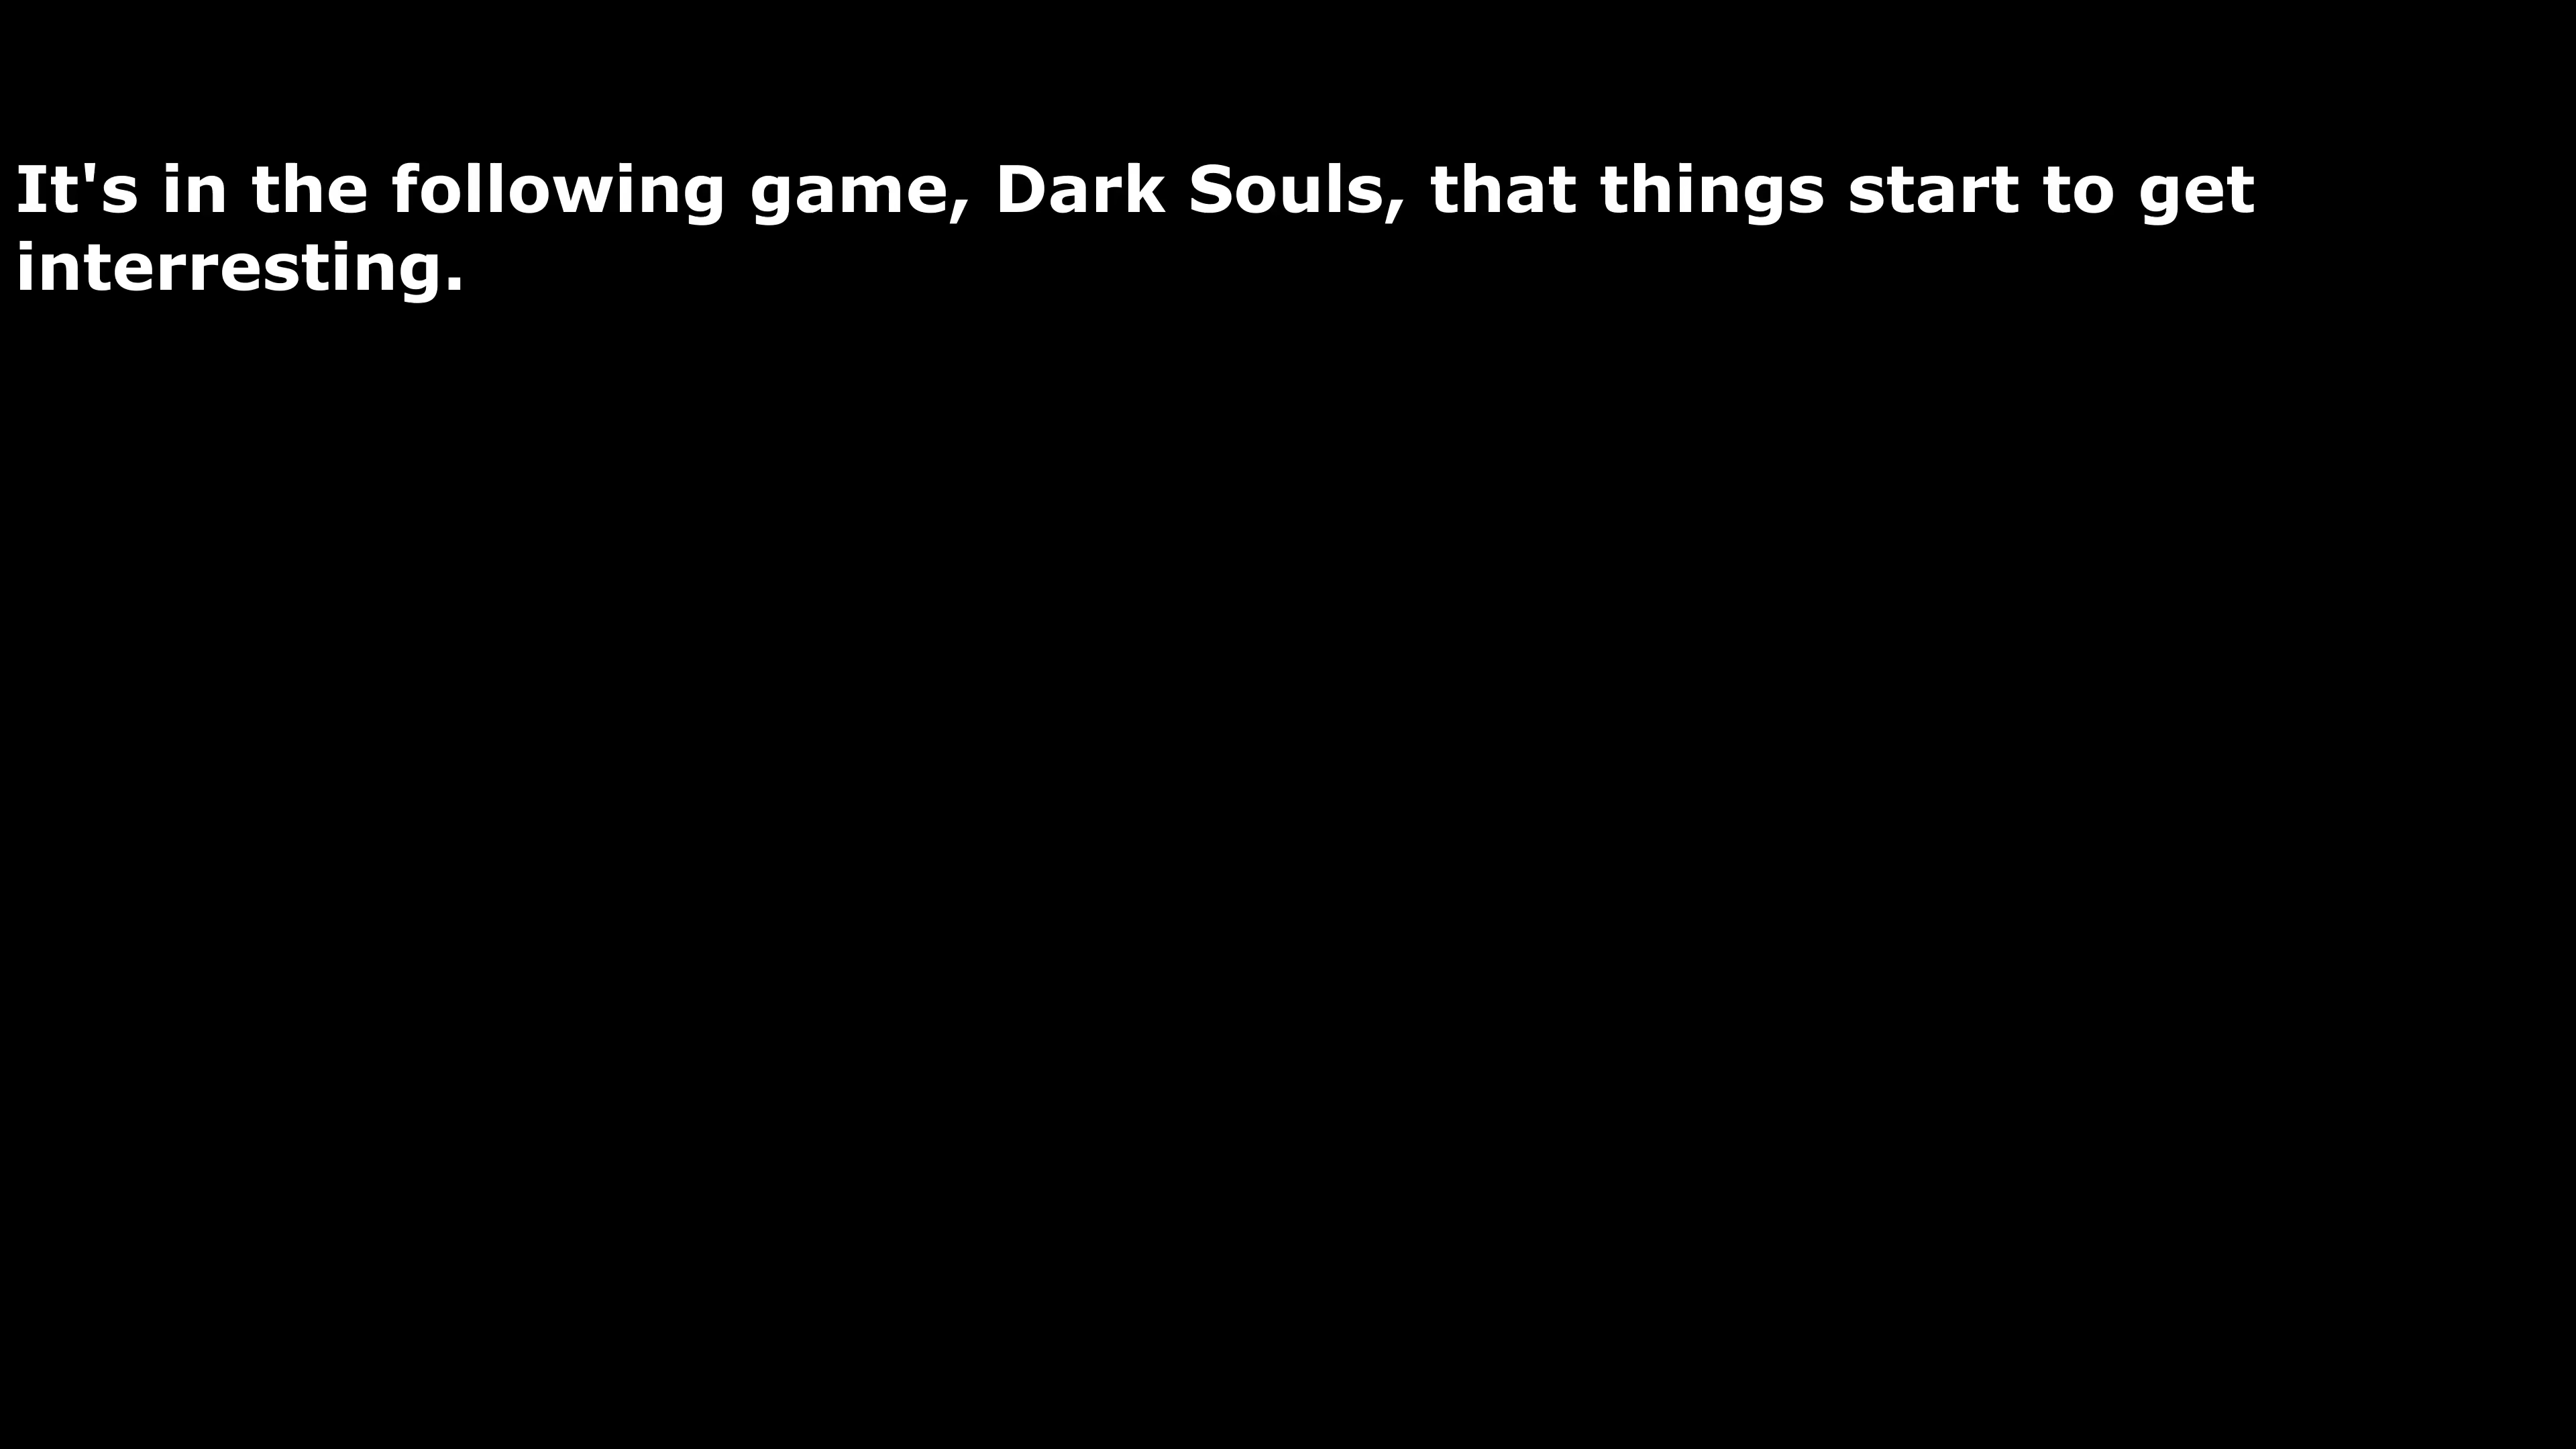 It's in the following game, Dark Souls, that things start to get
interresting.